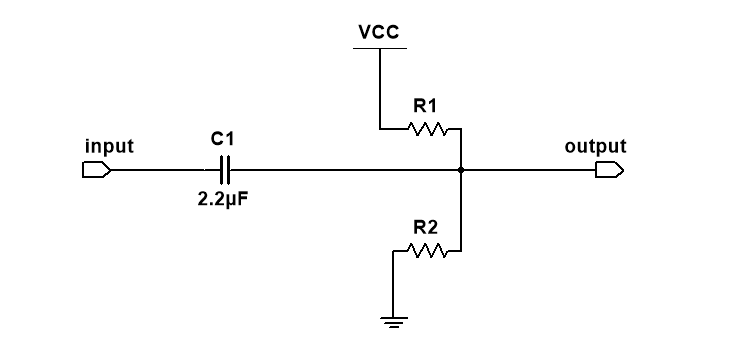 VCC
R1
C1
input
output
2.2µF
R2